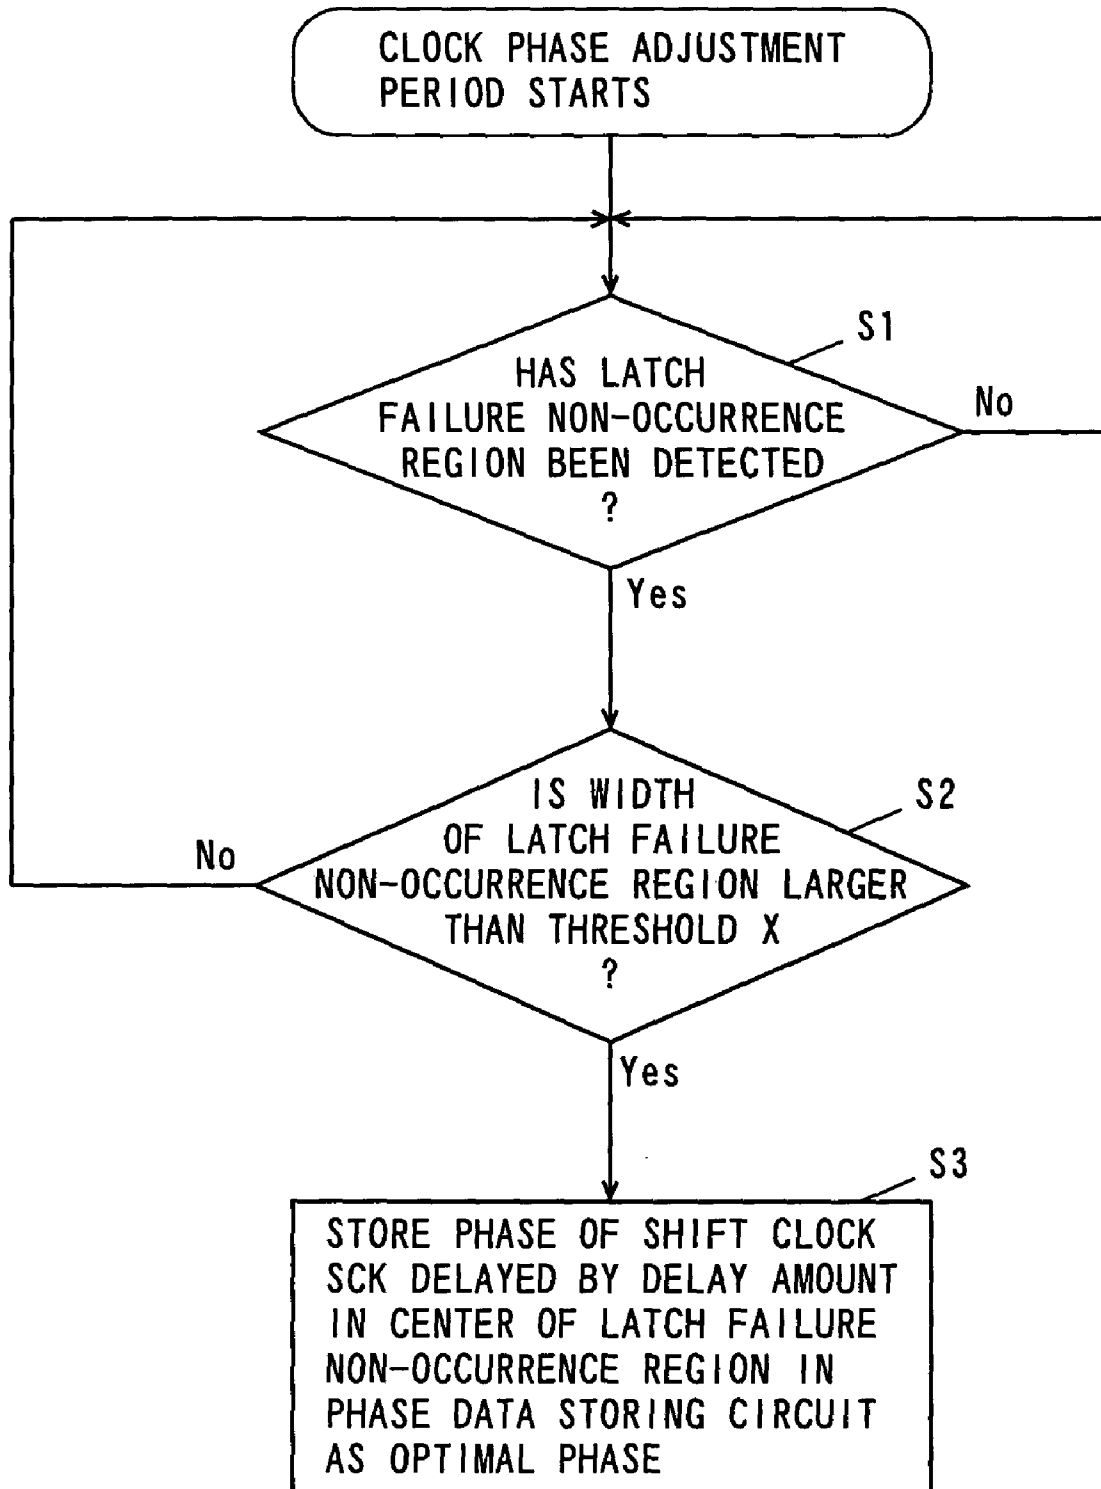 CLOCK PHASE ADJUSTMENT
PERIOD STARTS
S1
HAS LATCH
FAILURE NON-OCCURRENCE
REGION BEEN DETECTED
?
No
Yes
S2
IS WIDTH
OF LATCH FAILURE
NON-OCCURRENCE REGION LARGER
THAN THRESHOLD X
?
No
Yes
S3
STORE PHASE OF SHIFT CLOCK
SCK DELAYED BY DELAY AMOUNT
IN CENTER OF LATCH FAILURE
NON-OCCURRENCE REGION IN
PHASE DATA STORING CIRCUIT
AS OPTIMAL PHASE